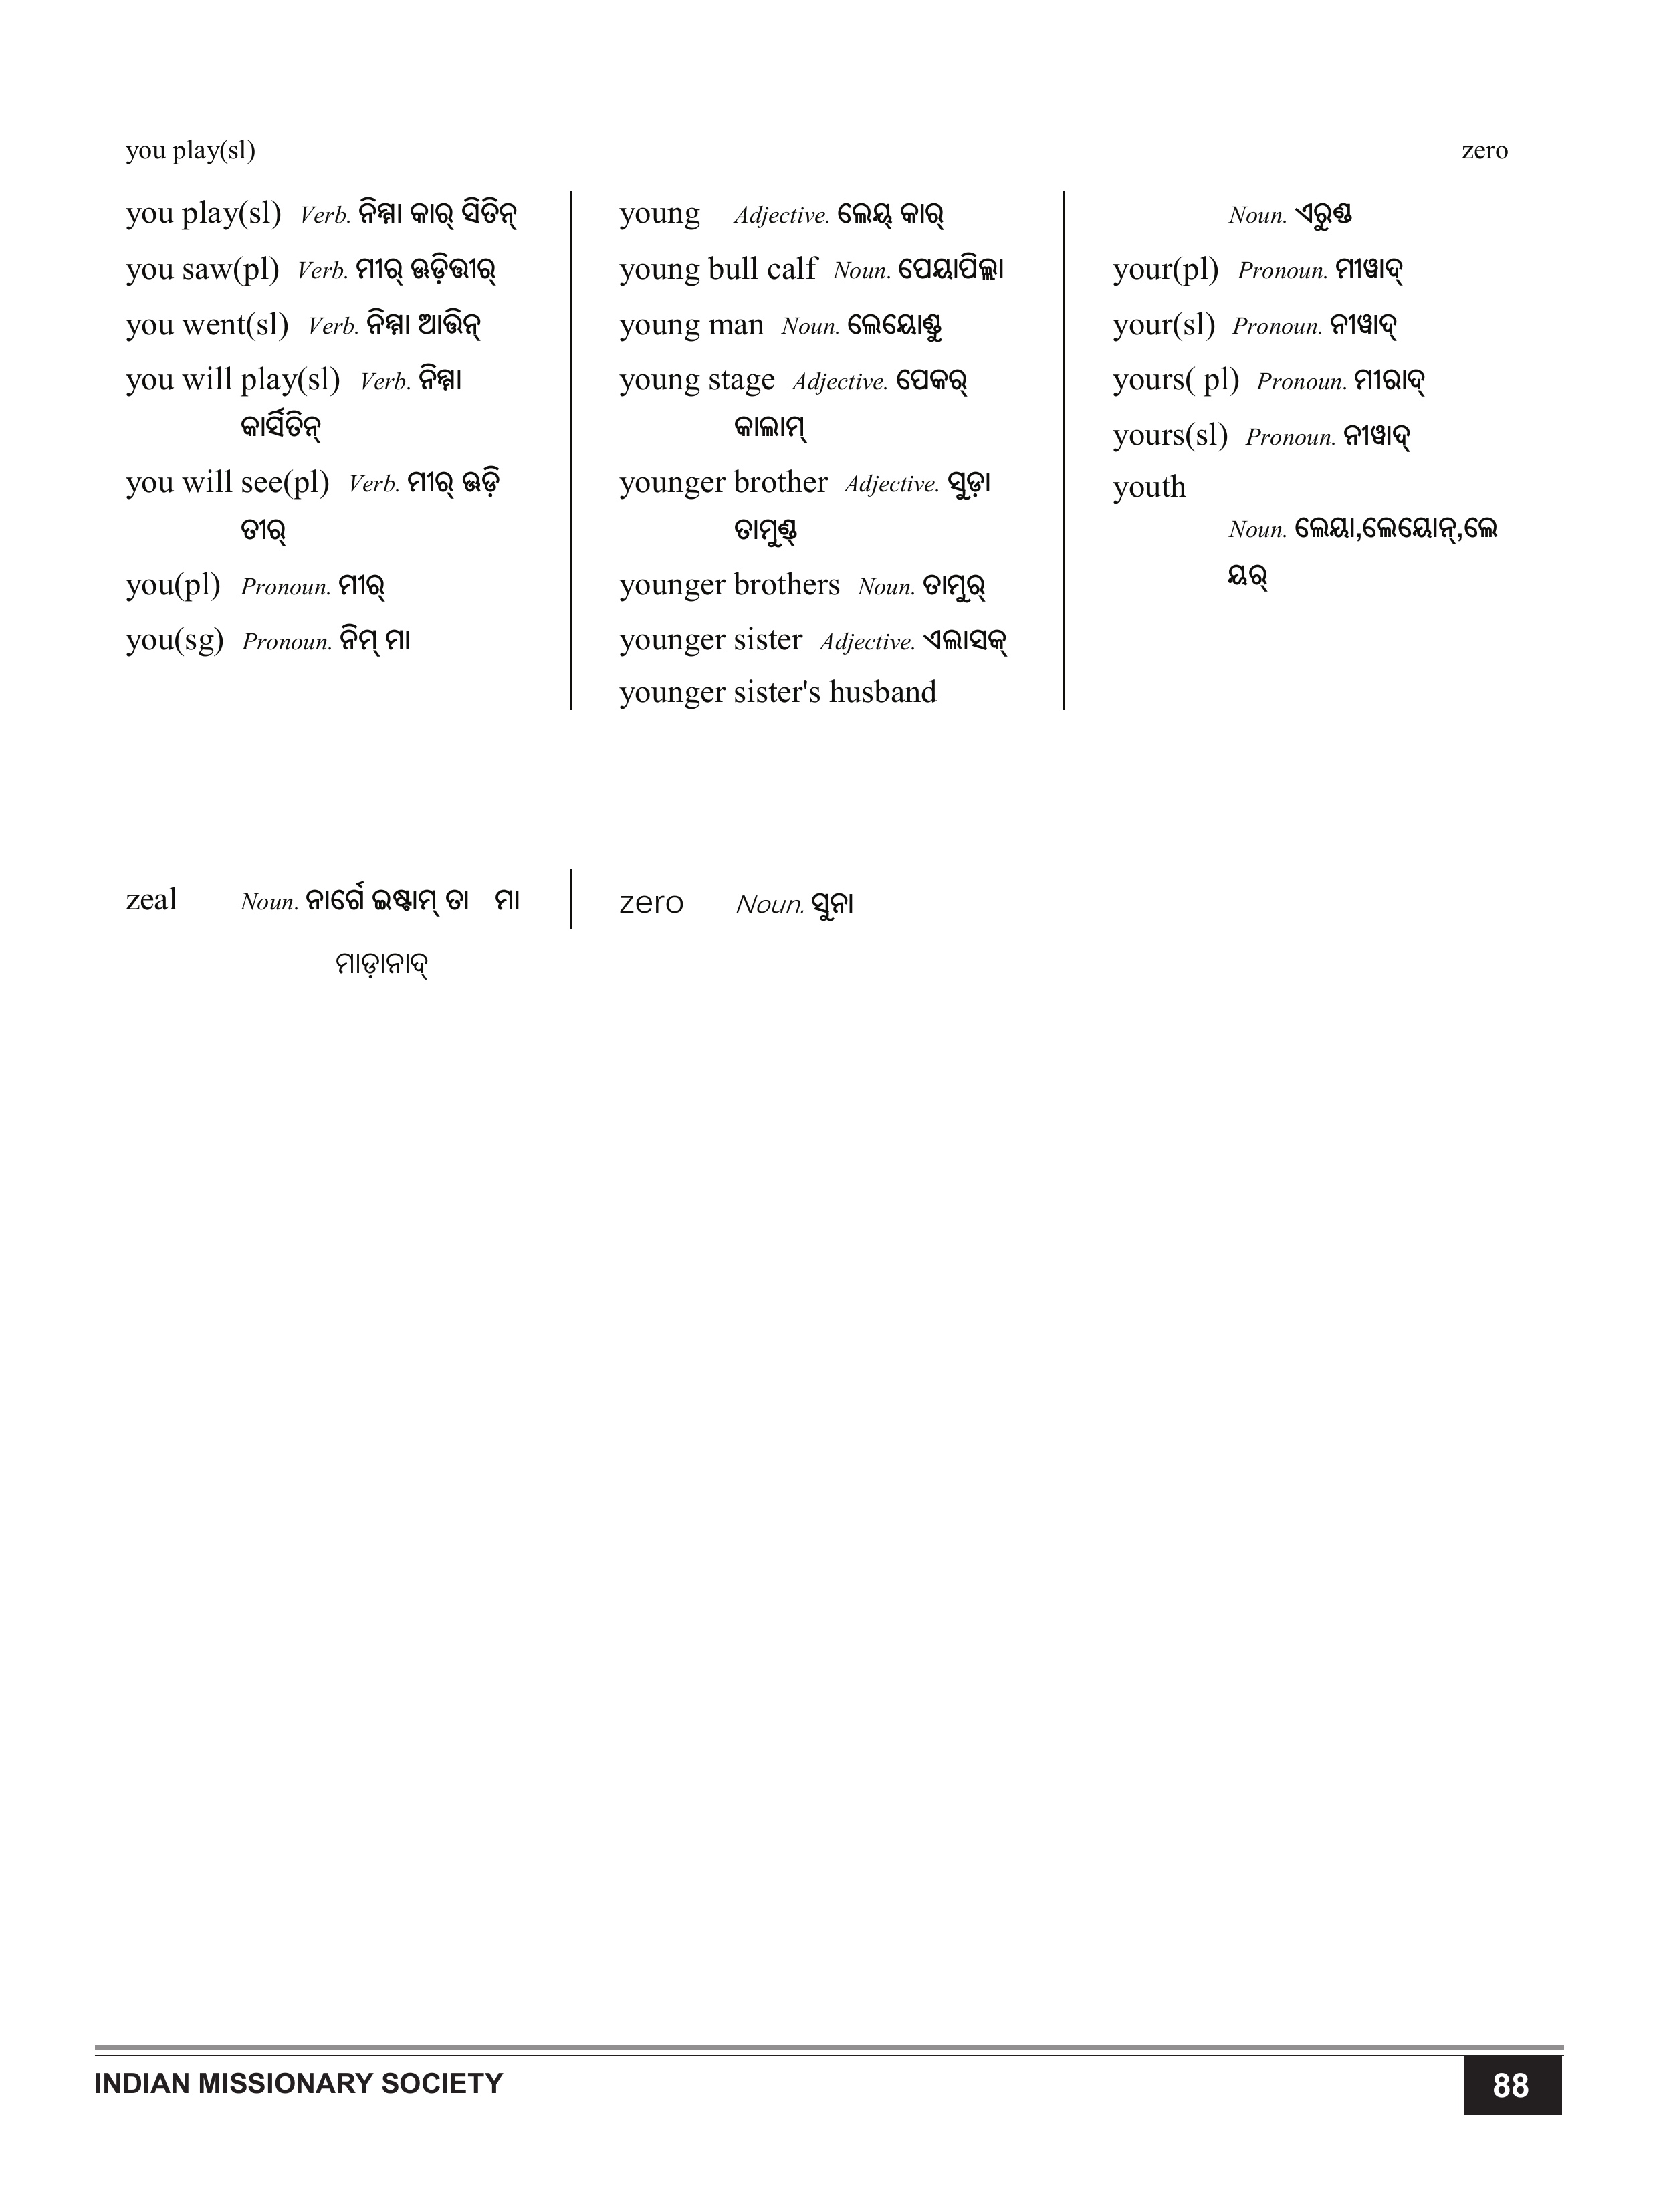 you play(sl)
zero
you play(sl) Verb. ନିମ୍ମା କାର୍ ସିତିନ୍
you saw(pl) Verb. ମୀର୍ ଊଡ଼ିତୀର୍
you went(sl) Verb. ନିମ୍ମା ଆତିନ୍
you will play(sl) Verb. ନିମ୍ମା
କାର୍ସିତିନ୍
you will see(pl) Verb. ମୀର୍ ଊଡ଼ି
ତୀର୍
you(pl) Pronoun. ମୀର୍
you(sg) Pronoun. ନିମ୍ ମା
young Adjective. ଲେୟ୍ କାର୍
young bull calf Noun. ପେୟାପିଲ୍ଲା
young man Noun. ଲେୟୋଣ୍ଡୁ
young stage Adjective. ପେକର୍
କାଲାମ୍
younger brother Adjective. ସୁଡ଼ା
ତାମୁଣ୍ଡ୍
younger brothers Noun. ତାମୁର୍
younger sister Adjective. ଏଲାସକ୍
younger sister's husband
Noun. ଏରୁଣ୍ଡ
your(pl) Pronoun. ମୀୱାଦ୍
your(sl) Pronoun. ନୀୱାଦ୍
yours( pl) Pronoun. ମୀରାଦ୍
yours(sl) Pronoun. ନୀୱାଦ୍
youth
Noun. ଲେୟା,ଲେୟୋନ୍,ଲେ
ୟର୍
zeal Noun. ନାର୍ଗେ ଇଷ୍ଟାମ୍ ତା ମା
ମାଡ଼ାନାଦ୍
zero Noun. ସୁନା
INDIAN MISSIONARY SOCIETY
88